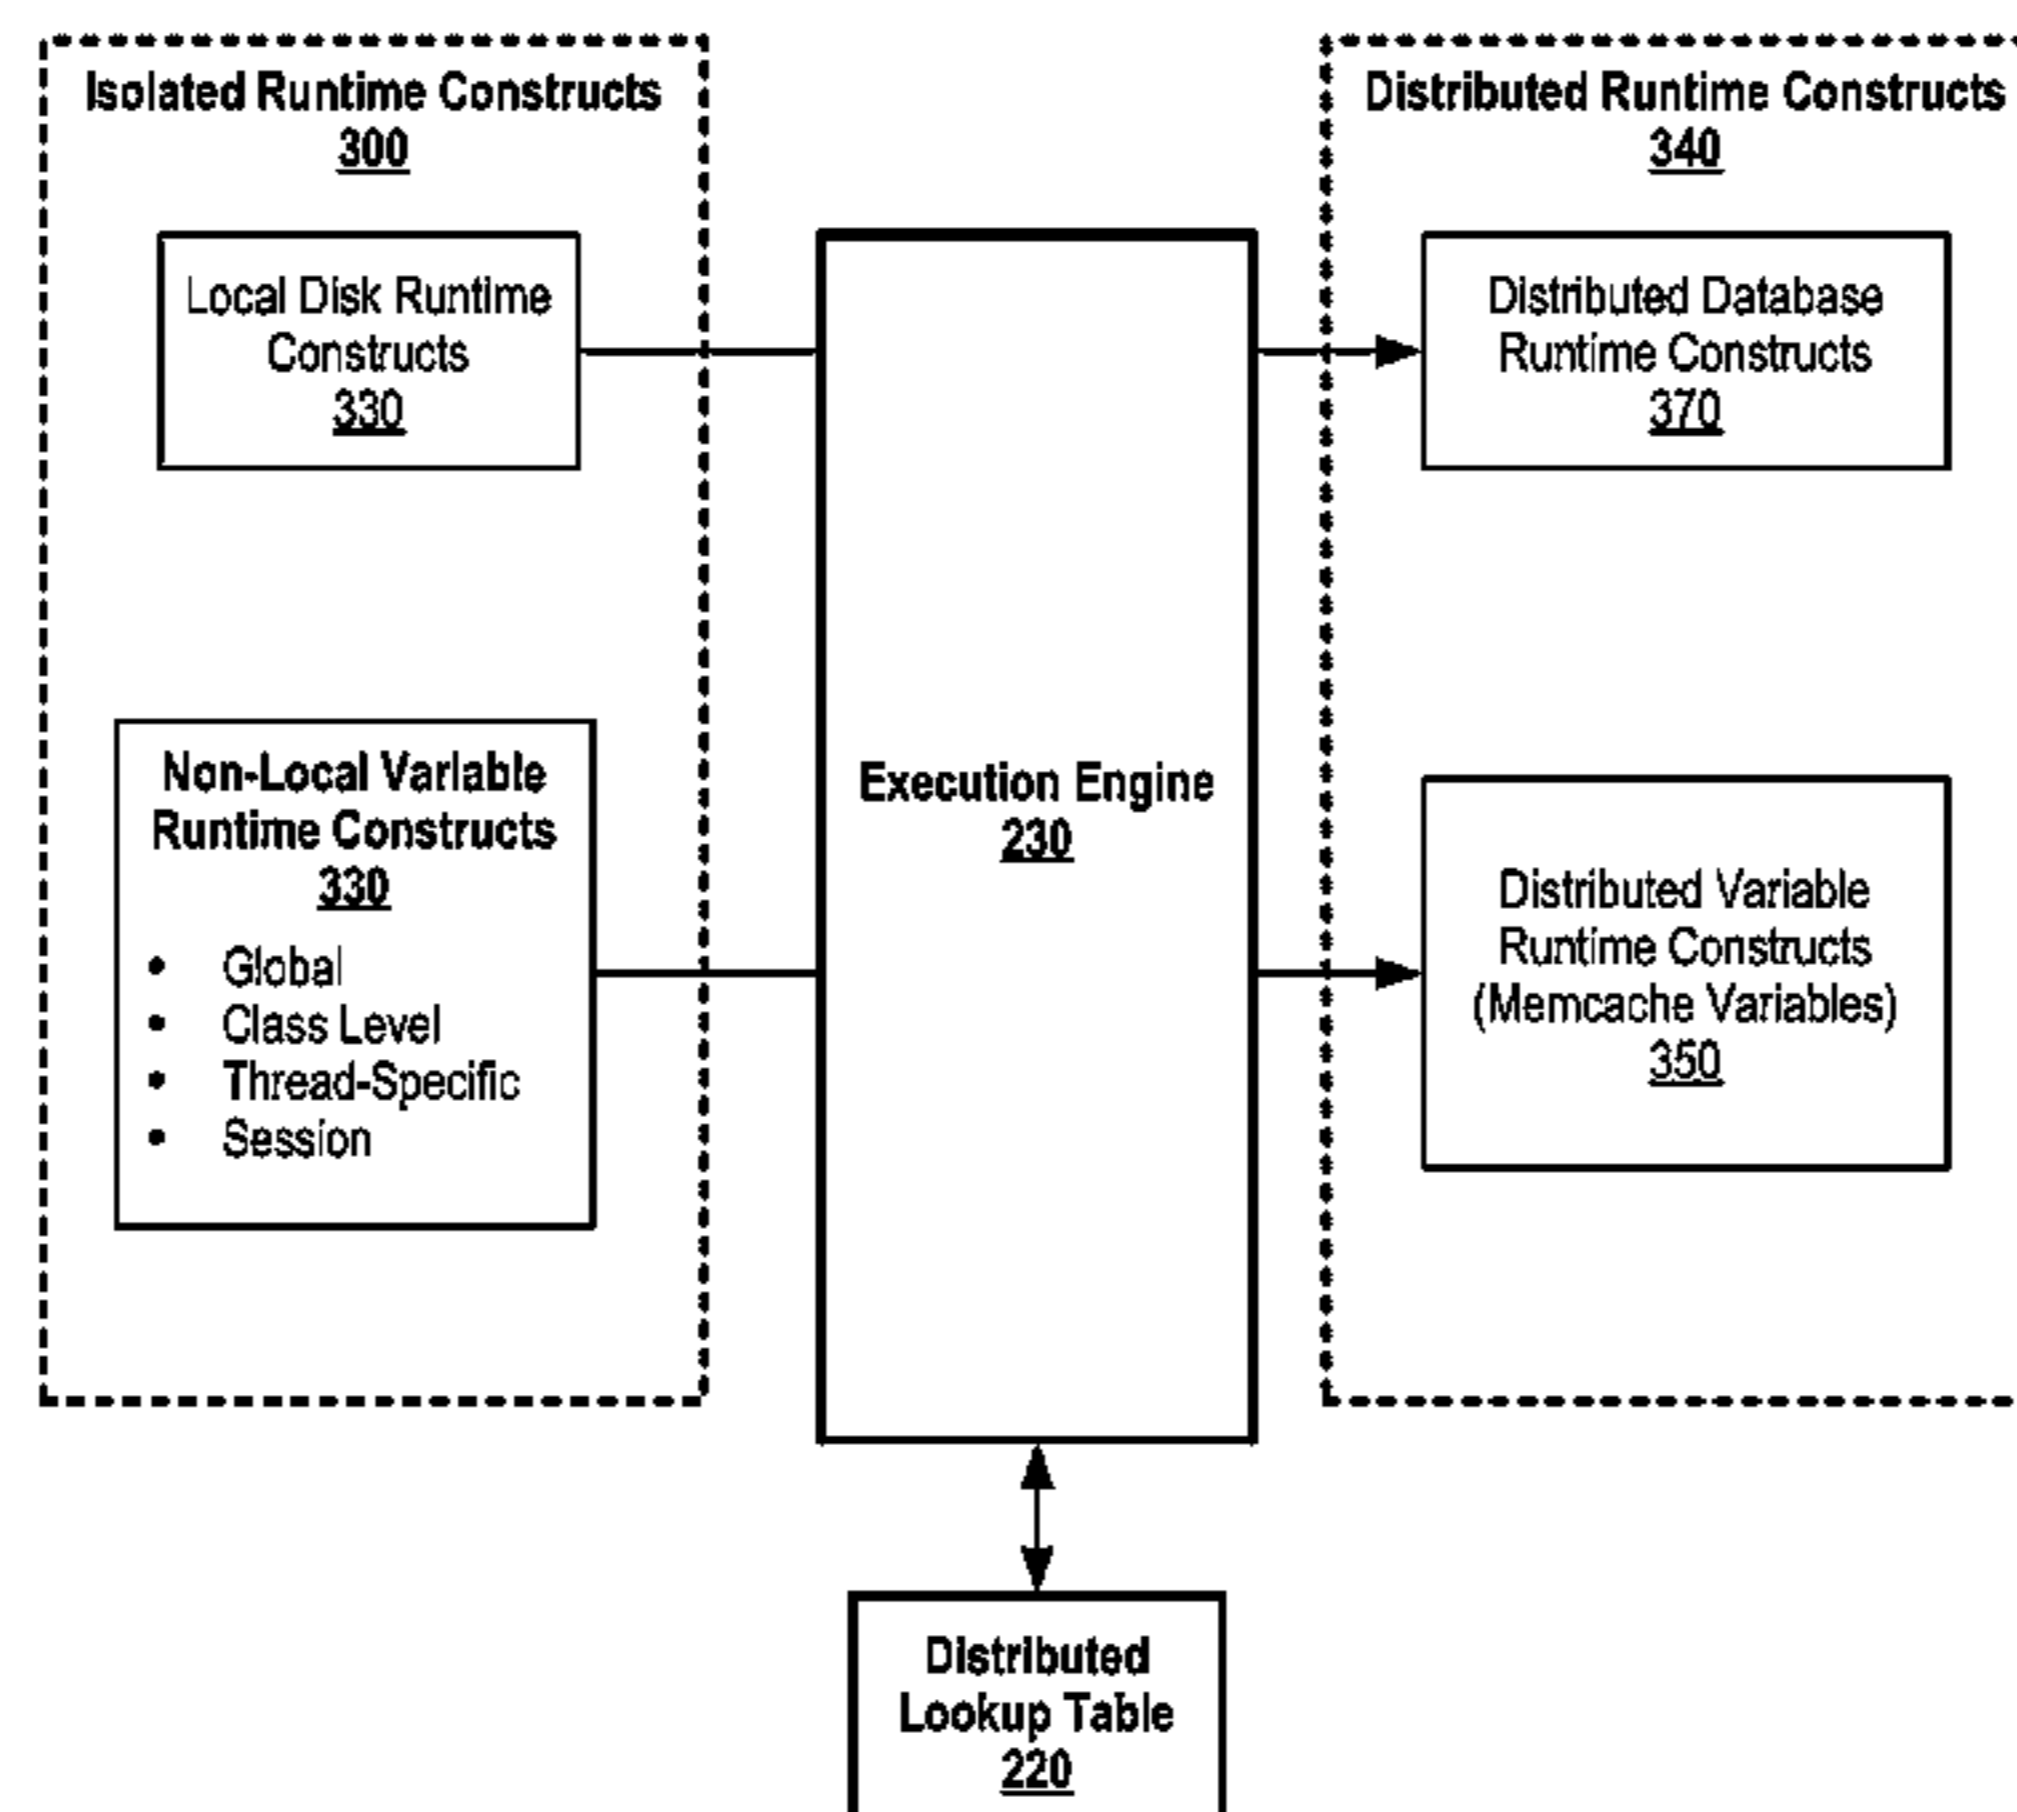 Isolated Runtime Constructs
300
Local Disk Runtime
Constructs
330
Non-Local Variable
Runtime Constructs
330
• Global
• Class Level
• Thread-Specific
• Session
Execution Engine
230
Distributed Lookup Table
220
Distributed Runtime Constructs
340
Distributed Database
Runtime Constructs
370
Distributed Variable
Runtime Constructs
(Memcache Variables)
350